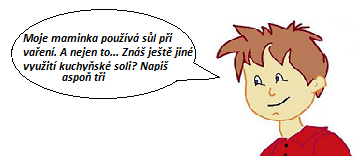 Moje maminka používá sůl při
vaření. A nejen to... Znáš ještě jiné
využití kuchyňské soli? Napiš
aspoň tři